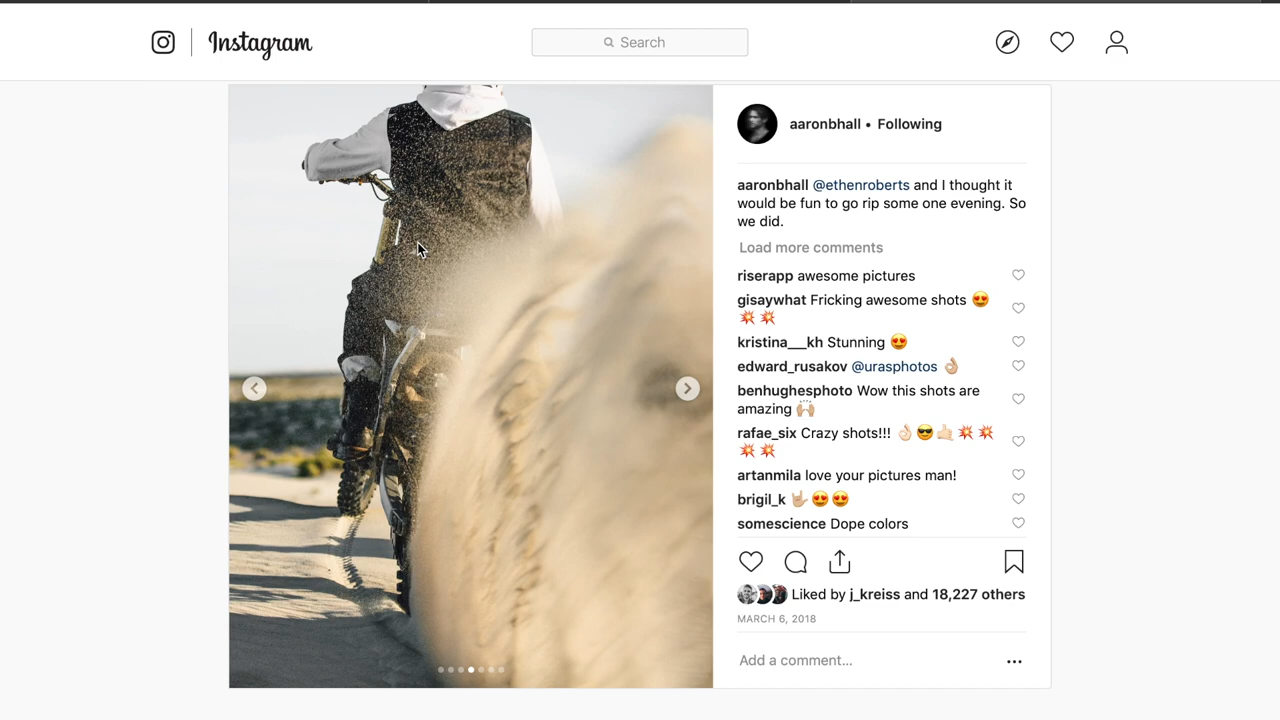 Instagram
Search
aaronbhall • Following
aaronbhall @ethenroberts and I thought it
would be fun to go rip some one evening. So
we did.
Load more comments
riserapp awesome pictures
gisaywhat Fricking awesome shots 😍
💥💥
kristina__kh Stunning 😍
edward_rusakov @urasphotos 👌🏼
benhughesphoto Wow this shots are
amazing 🙌🏼
rafae_six Crazy shots!!! 👌🏻😎🤙🏻💥💥
💥💥
artanmila love your pictures man!
brigil_k 🤟🏼😍😍
somescience Dope colors
Liked by j_kreiss and 18,227 others
MARCH 6, 2018
Add a comment...